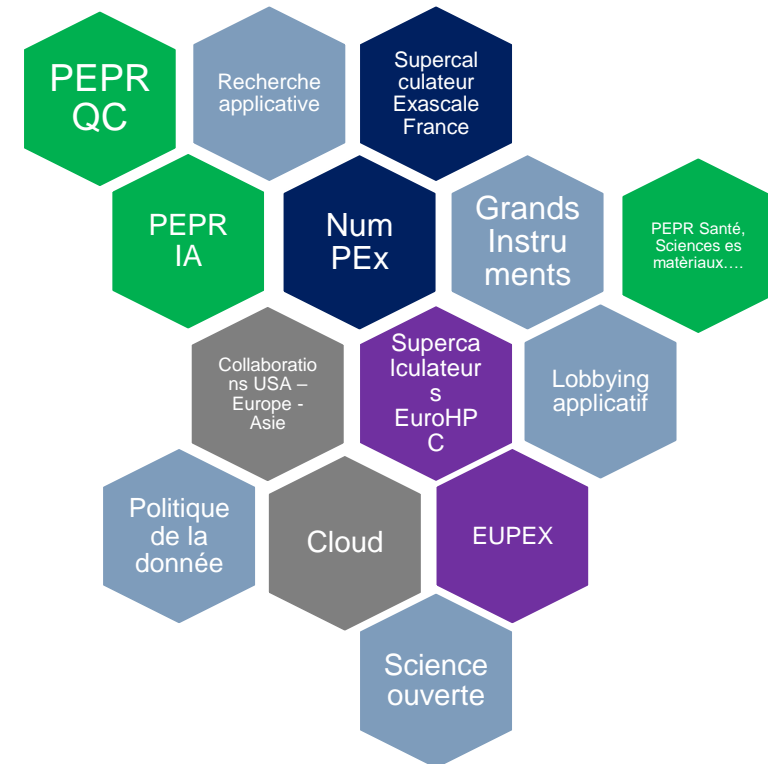 PEPR
QC
Recherche
applicative
Supercal
culateur
Exascale
France
PEPR
IA
Num
PEx
Grands
Instru
ments
PEPR Santé,
Sciences es
matèriaux….
Collaboratio
ns USA –
Europe -
Asie
Superca
lculateur
s
EuroHP
C
Lobbying
applicatif
Politique
de la
donnée
Cloud
EUPEX
Science
ouverte